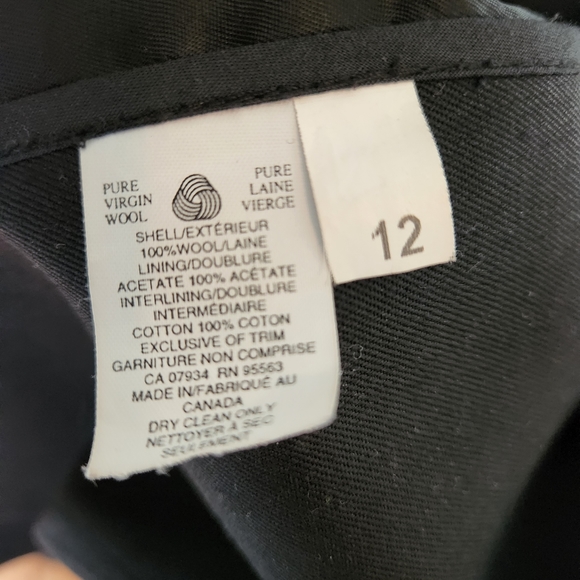 PURE
VIRGIN
WOOL
PURE
LAINE
VIERGE
SHELL/EXTÉRIEUR
100%WOOL/LAINE
LINING/DOUBLURE
ACETATE 100% ACÉTATE
INTERLINING/DOUBLURE
INTERMÉDIAIRE
COTTON 100% COTON
EXCLUSIVE OF TRIM
GARNITURE NON COMPRISE
CA 07934 RN 95563
MADE IN/FABRIQUÉ AU
CANADA
DRY CLEAN ONLY
NETTOYER À SEC
SEULEMENT
12